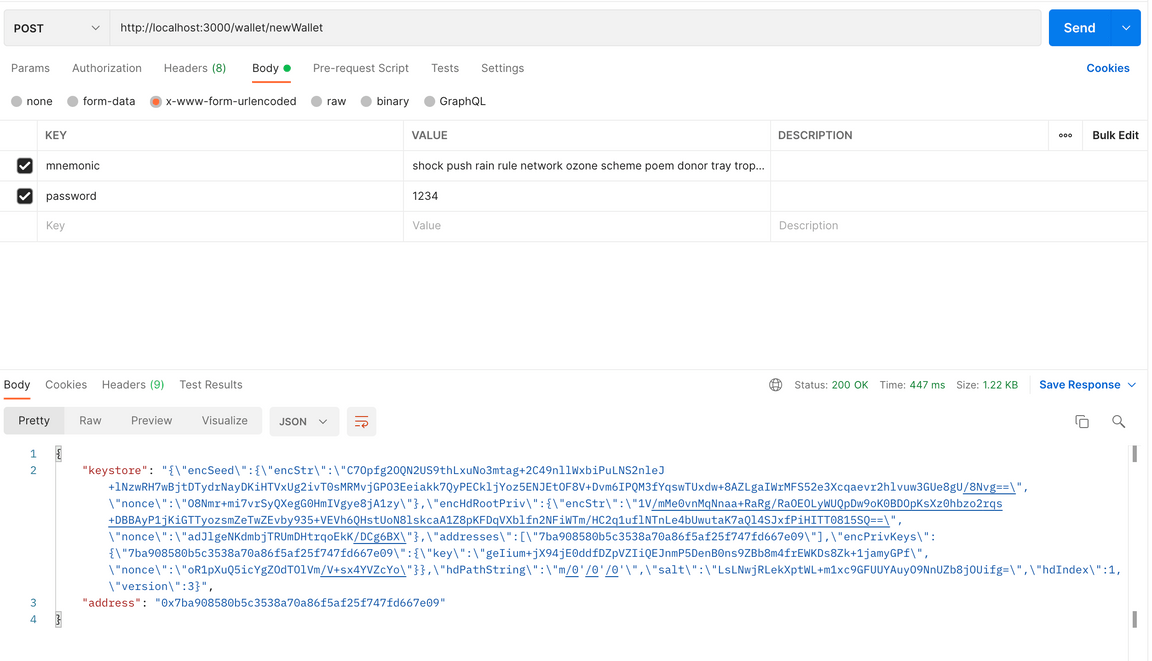 POST http://localhost:3000/wallet/newWallet Send
Params Authorization Headers (8) Body Pre-request Script Tests Settings Cookies
none form-data x-www-form-urlencoded raw binary GraphQL
KEY VALUE DESCRIPTION ooo Bulk Edit
mnemonic shock push rain rule network ozone scheme poem donor tray trop...
password 1234
Key Value Description
Body Cookies Headers (9) Test Results Status: 200 OK Time: 447 ms Size: 1.22 KB Save Response
Pretty Raw Preview Visualize JSON
1 {
2 "keystore": "{\"encSeed\":{\"encStr\":\"C7Opfg2OQN2US9thLxuNo3mtag+2C49nllWxbiPuLNS2nleJ
+lNzwRH7wBjtDTydrNayDKiHTVxUg2ivT0sMRMvjGPO3Eeiakk7QyPECkljYoz5ENJEtOF8V+Dvm6IPQM3fYqswTUxdw+8AZLgaIWrMFS52e3Xcqaevr2hlvuw3GUe8gU/8Nvg==\",
\"nonce\":\"O8Nmr+mi7vrSyQXegG0HmIVgye8jA1zy\"},\"encHdRootPriv\":{\"encStr\":\"1V/mMe0vnMqNnaa+RaRg/RaOEOLyWUQpDw9oK0BDOpKsXz0hbzo2rqs
+DBBAyP1jKiGTTyozsmZeTwZEvby935+VEVh6QHstUoN8lskcaA1Z8pKFDqVXblfn2NFiWTm/HC2q1uflNTnLe4bUwutaK7aQl4SJxfPiHITT0815SQ==\",
\"nonce\":\"adJlgeNKdmbjTRUmDHtrqoEkK/DCg6BX\"},\"addresses\":[\"7ba908580b5c3538a70a86f5af25f747fd667e09\"],\"encPrivKeys\":
{\"7ba908580b5c3538a70a86f5af25f747fd667e09\":{\"key\":\"geIium+jX94jE0ddfDZpVZIiQEJnmP5DenB0ns9ZBb8m4frEWKDs8Zk+1jamyGPf\",
\"nonce\":\"oR1pXuQ5icYgZOdTOlVm/V+sx4YVZcYo\"}},\"hdPathString\":\"m/0'/0'/0'\",\"salt\":\"LsLNwjRLekXptWL+m1xc9GFUUYAuyO9NnUZb8jOUifg=\",\"hdIndex\":1,
\"version\":3}",
3 "address": "0x7ba908580b5c3538a70a86f5af25f747fd667e09"
4 }